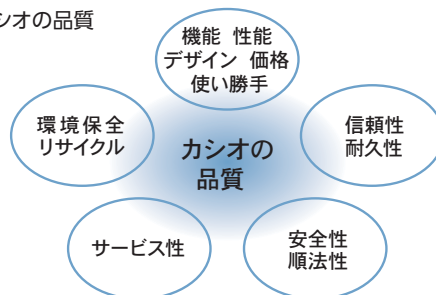 シオの品質
機能 性能
デザイン 価格
使い勝手
環境保全
リサイクル
カシオの
品質
信頼性
耐久性
サービス性
安全性
順法性